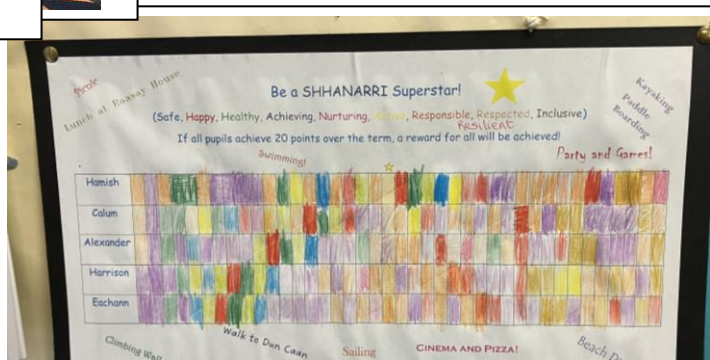 Picnic
Lunch at Raasay House
Be a SHHANARRI Superstar!
Kayaking
Paddle
Boarding
(Safe, Happy, Healthy, Achieving, Nurturing, Active, Responsible, Respected, Inclusive)
Resilient
If all pupils achieve 20 points over the term, a reward for all will be achieved!
Swimming!
Party and Games!
Hamish
Calum
Alexander
Harrison
Eachann
Climbing Wall
Walk to Dun Caan
Sailing
CINEMA AND PIZZA!
Beach